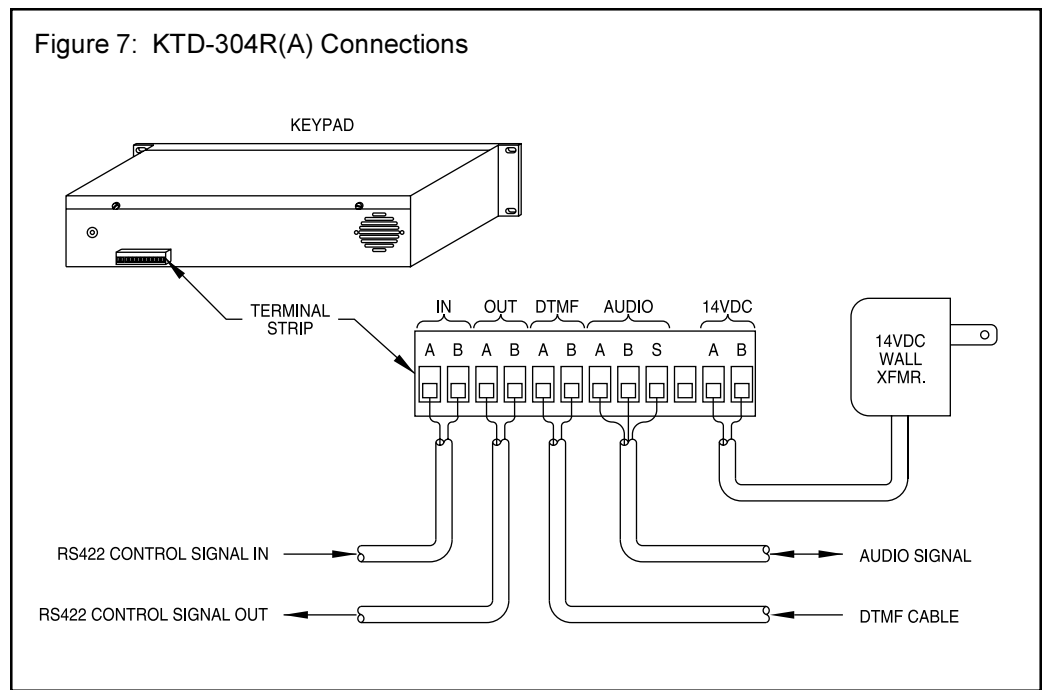 Figure 7: KTD-304R(A) Connections
KEYPAD
TERMINAL
STRIP
IN OUT DTMF AUDIO 14VDC
A B A B A B A B S A B
14VDC
WALL
XFMR.
RS422 CONTROL SIGNAL IN
AUDIO SIGNAL
RS422 CONTROL SIGNAL OUT
DTMF CABLE